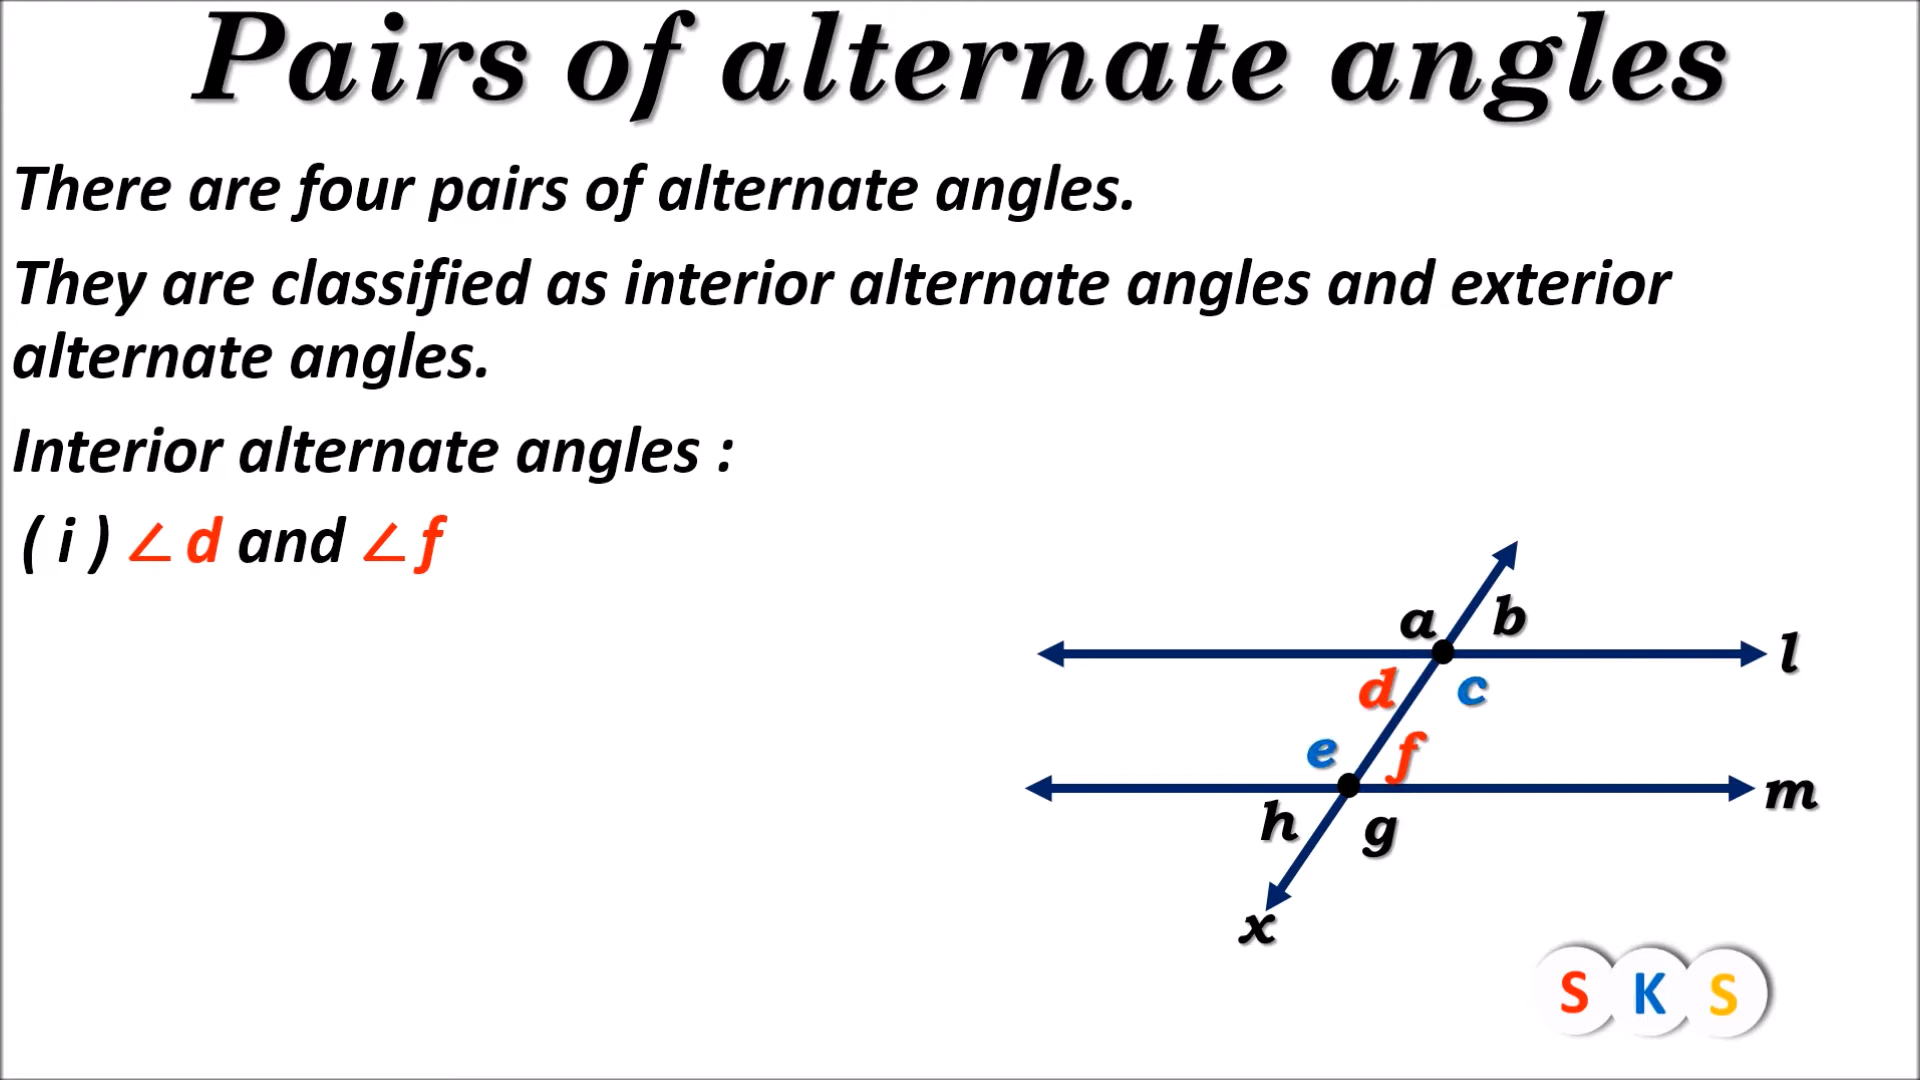 Pairs of alternate angles
There are four pairs of alternate angles.
They are classified as interior alternate angles and exterior
alternate angles.
Interior alternate angles :
( i ) ∠ d and ∠ f
a b
l
d c
e f
m
h g
x
S K S